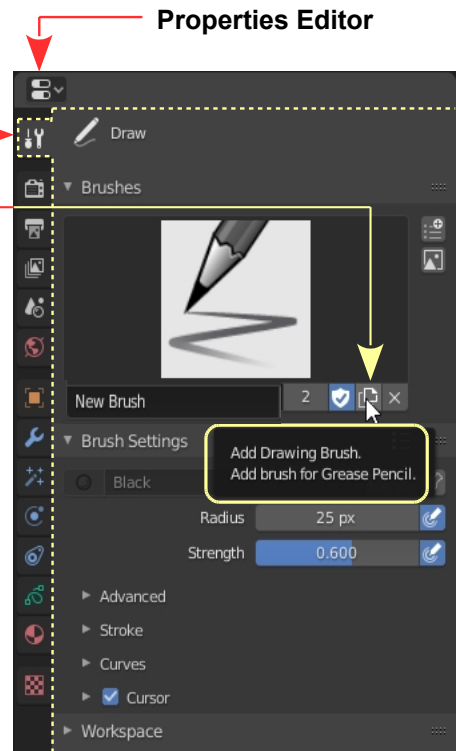 Properties Editor
Draw
Brushes
New Brush
2
Brush Settings
Add Drawing Brush.
Add brush for Grease Pencil.
Black
?
Radius
25 px
Strength
0.600
Advanced
Stroke
Curves
Cursor
Workspace